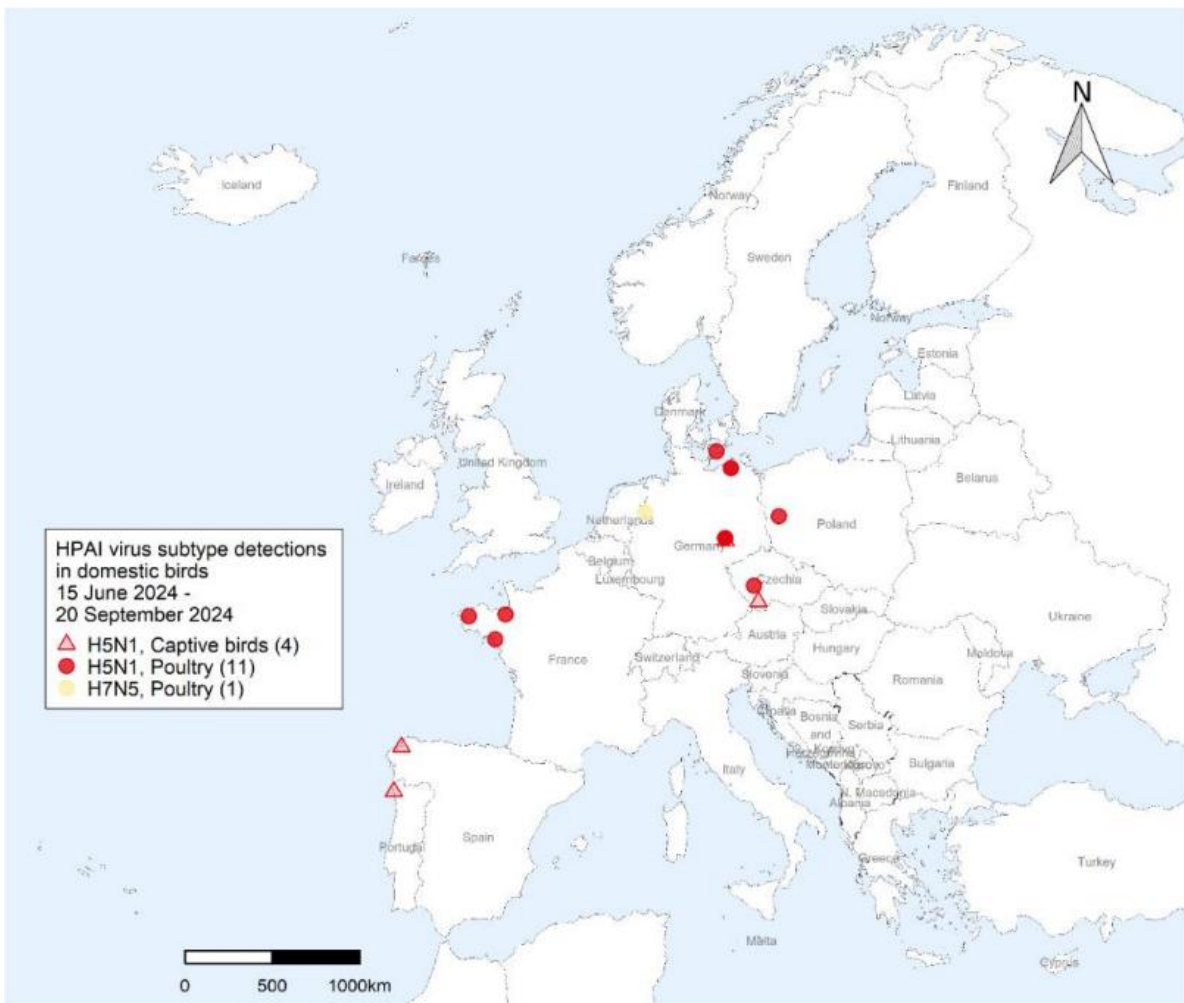 N
Iceland
Norway
Finland
Faroes
Sweden
Norway
Estonia
Latvia
Denmark
Lithuania
United Kingdom
Ireland
Belarus
Netherlands
Poland
Germany
Belgium
Luxembourg
Czechia
Slovakia
Ukraine
Austria
France
Switzerland
Hungary
Moldova
Slovenia
Romania
Croatia
Bosnia
and
Herzegovina
Serbia
Kosovo
Kosovo
Bulgaria
Italy
N. Macedonia
Albania
Portugal
Spain
Greece
Turkey
Malta
Cyprus
HPAI virus subtype detections
in domestic birds
15 June 2024 -
20 September 2024
H5N1, Captive birds (4)
H5N1, Poultry (11)
H7N5, Poultry (1)
0 500 1000km